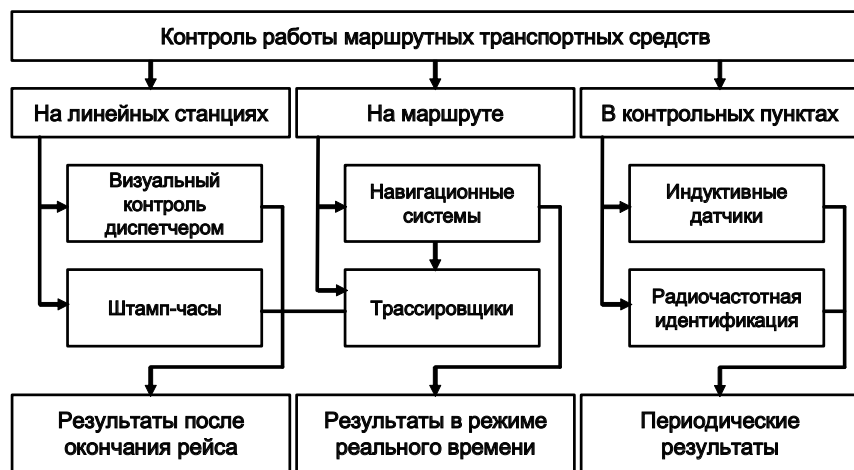 Контроль работы маршрутных транспортных средств
На линейных станциях
На маршруте
В контрольных пунктах
Визуальный
контроль
диспетчером
Навигационные
системы
Индуктивные
датчики
Штамп-часы
Трассировщики
Радиочастотная
идентификация
Результаты после
окончания рейса
Результаты в режиме
реального времени
Периодические
результаты